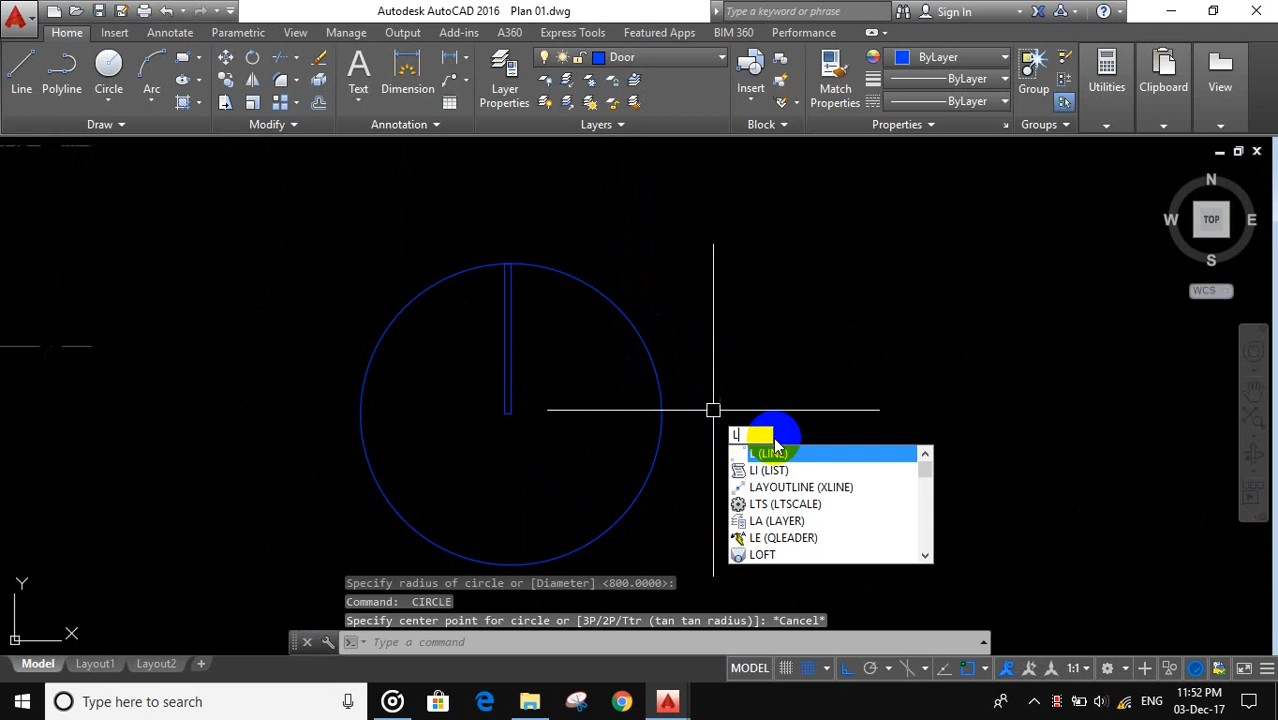 Autodesk AutoCAD 2016 Plan 01.dwg
Type a keyword or phrase
Sign In
Home Insert Annotate Parametric View Manage Output Add-ins A360 Express Tools Featured Apps BIM 360 Performance
Door
ByLayer
Line Polyline Circle Arc Text Dimension Layer Properties Insert Match Properties Group Utilities Clipboard View
ByLayer
ByLayer
Draw Modify Annotation Layers Block Properties Groups
N
W TOP E
S
WCS
L
L (LINE)
LI (LIST)
LAYOUTLINE (XLINE)
LTS (LTSCALE)
LA (LAYER)
LE (QLEADER)
LOFT
Y
X
Specify radius of circle or [Diameter] <800.0000>:
Command: CIRCLE
Specify center point for circle or [3P/2P/Ttr (tan tan radius)]: *Cancel*
Type a command
Model Layout1 Layout2
MODEL 1:1
Type here to search
ENG
11:52 PM
03-Dec-17